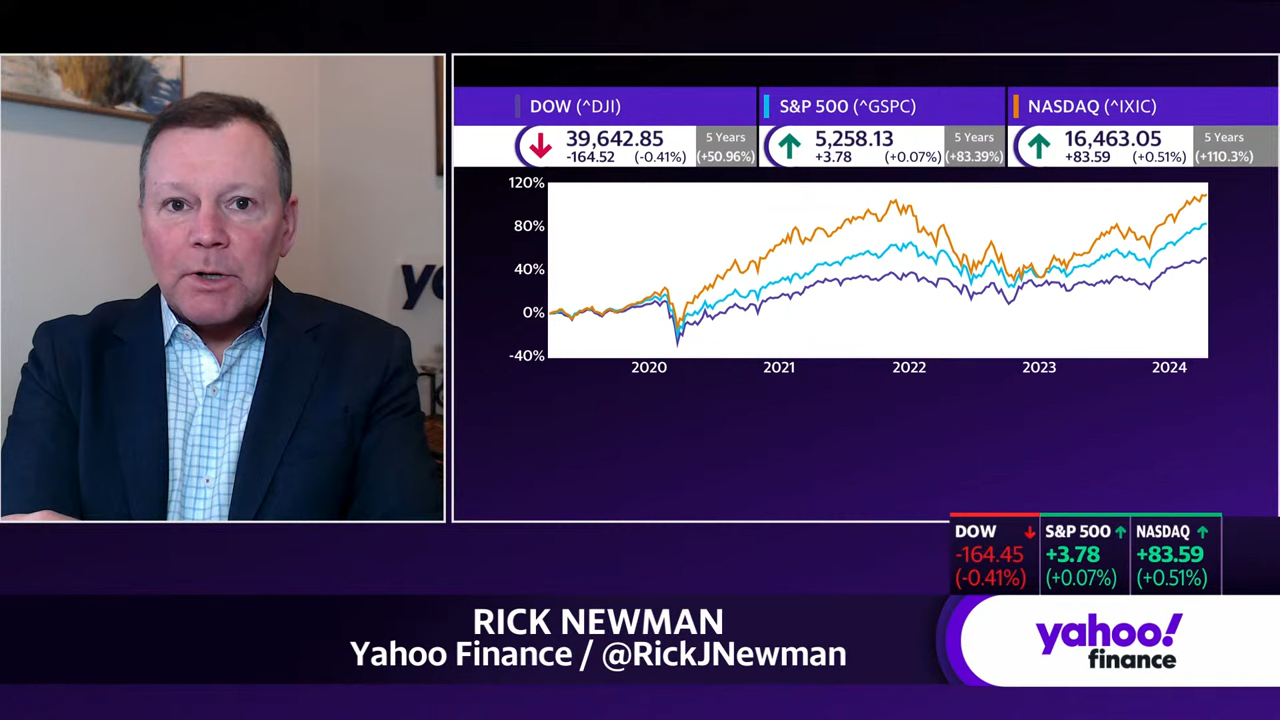 DOW (^DJI)
39,642.85
-164.52 (-0.41%)
5 Years
(+50.96%)
S&P 500 (^GSPC)
5,258.13
+3.78 (+0.07%)
5 Years
(+83.39%)
NASDAQ (^IXIC)
16,463.05
+83.59 (+0.51%)
5 Years
(+110.3%)
120%
80%
40%
0%
-40%
2020 2021 2022 2023 2024
DOW
-164.45
(-0.41%)
S&P 500
+3.78
(+0.07%)
NASDAQ
+83.59
(+0.51%)
RICK NEWMAN
Yahoo Finance / @RickJNewman
yahoo!
finance